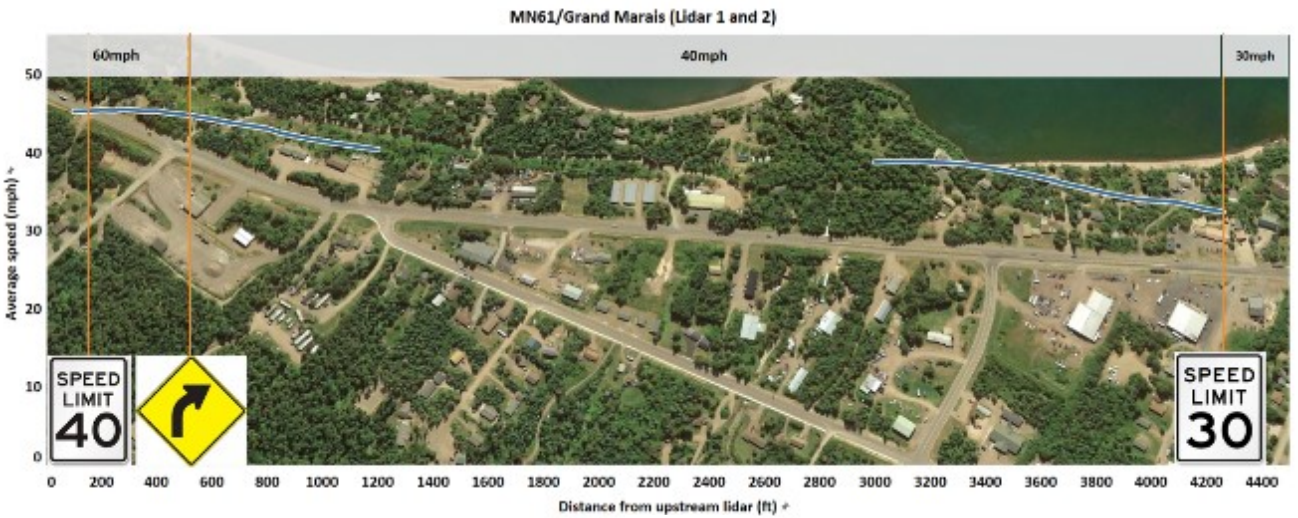 MN61/Grand Marais (Lidar 1 and 2)
60mph
40mph
30mph
50
40
30
20
10
0
Average speed (mph)
SPEED
LIMIT
40
SPEED
LIMIT
30
0 200 400 600 800 1000 1200 1400 1600 1800 2000 2200 2400 2600 2800 3000 3200 3400 3600 3800 4000 4200 4400
Distance from upstream lidar (ft)